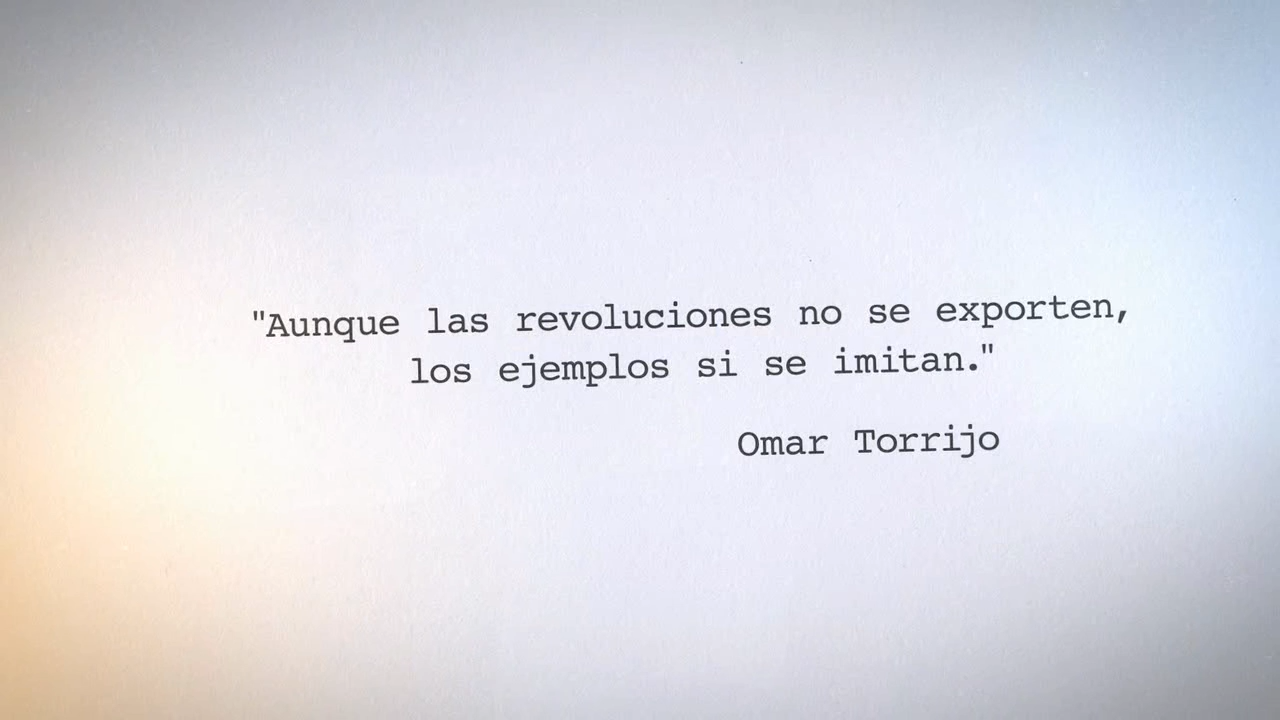 "Aunque las revoluciones no se exporten,
los ejemplos si se imitan."
Omar Torrijo